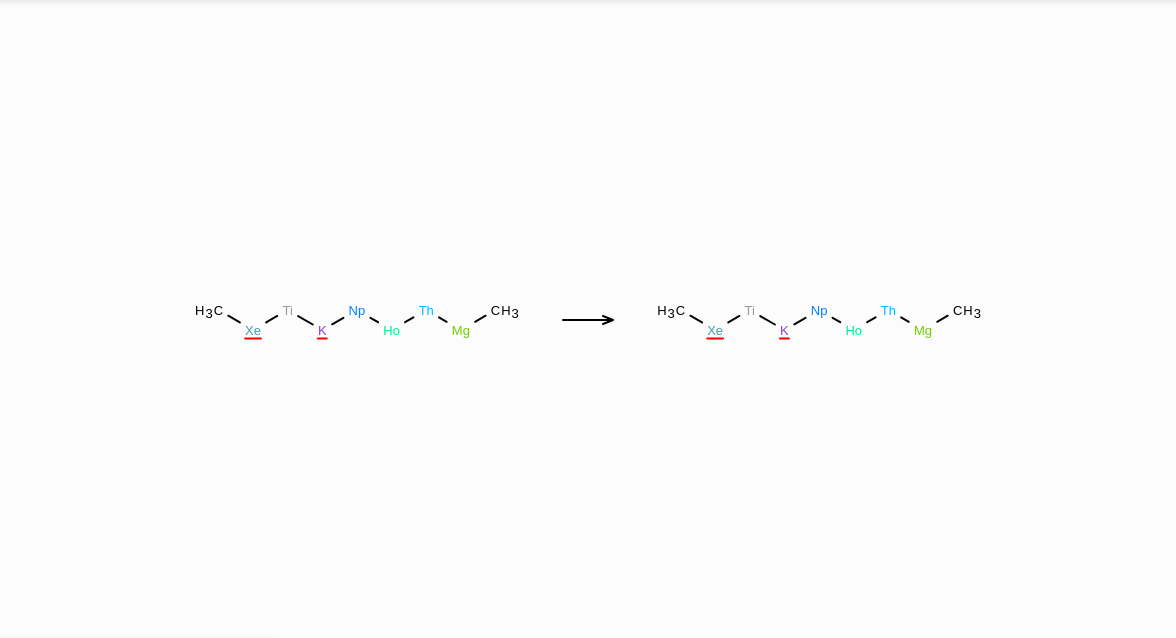 H3C Xe Ti K Np Ho Th Mg CH3 → H3C Xe Ti K Np Ho Th Mg CH3